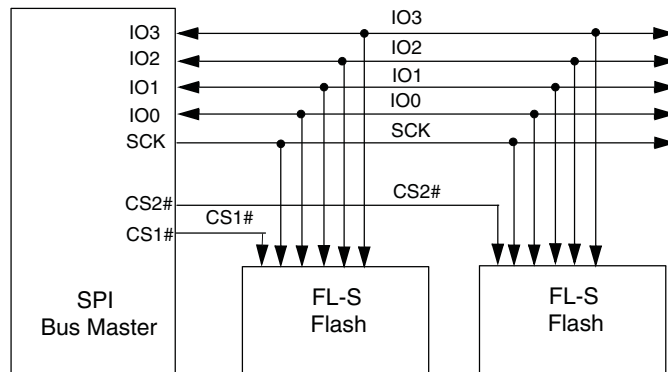 IO3 IO3
IO2 IO2
IO1 IO1
IO0 IO0
SCK SCK
CS2# CS2#
CS1# CS1#
SPI
Bus Master
FL-S
Flash
FL-S
Flash